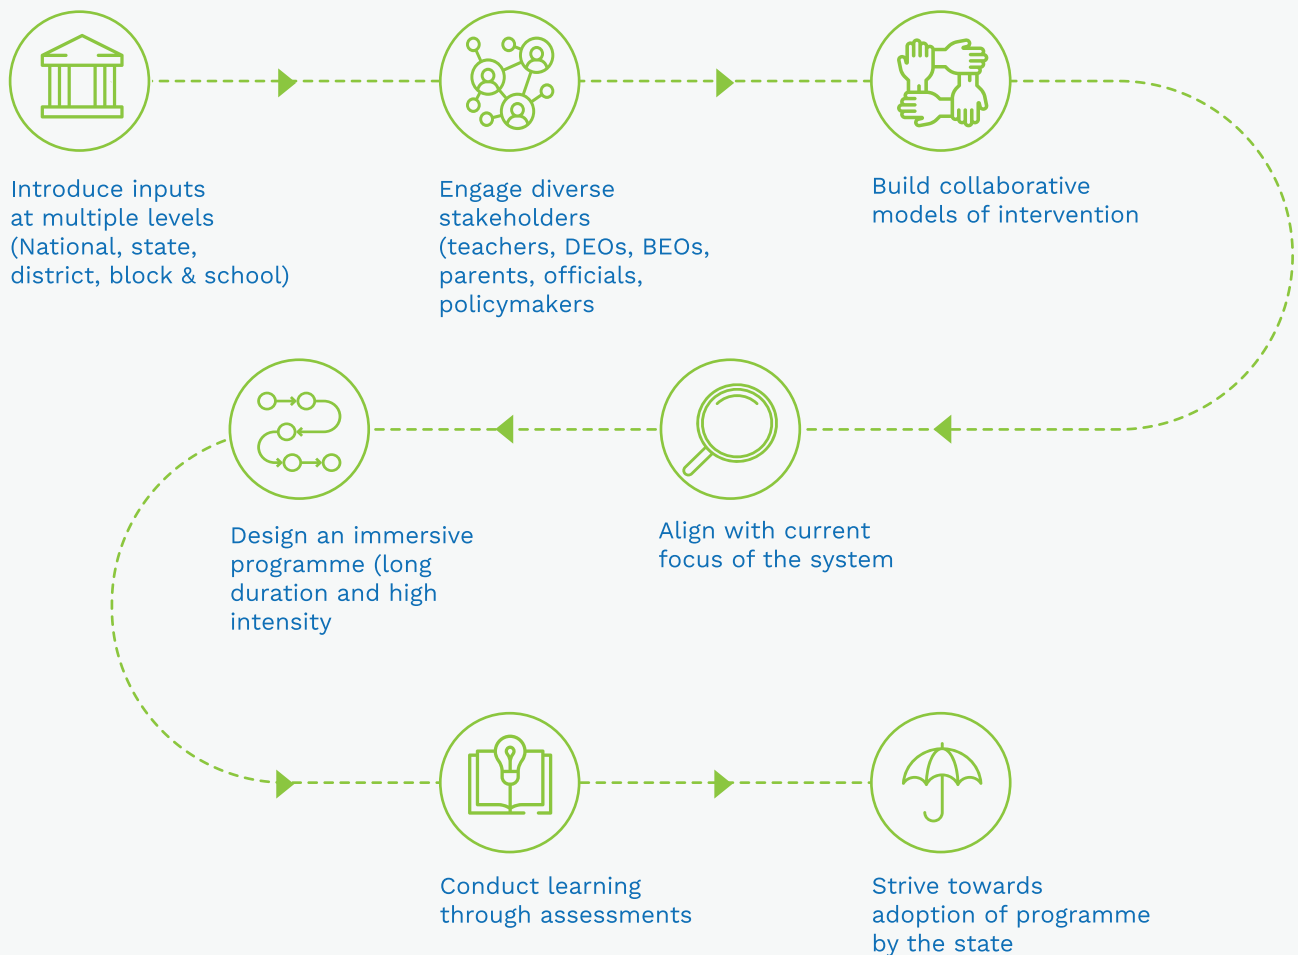 Introduce inputs
at multiple levels
(National, state,
district, block & school)
Engage diverse
stakeholders
(teachers, DEOs, BEOs,
parents, officials,
policymakers
Build collaborative
models of intervention
Align with current
focus of the system
Design an immersive
programme (long
duration and high
intensity
Conduct learning
through assessments
Strive towards
adoption of programme
by the state